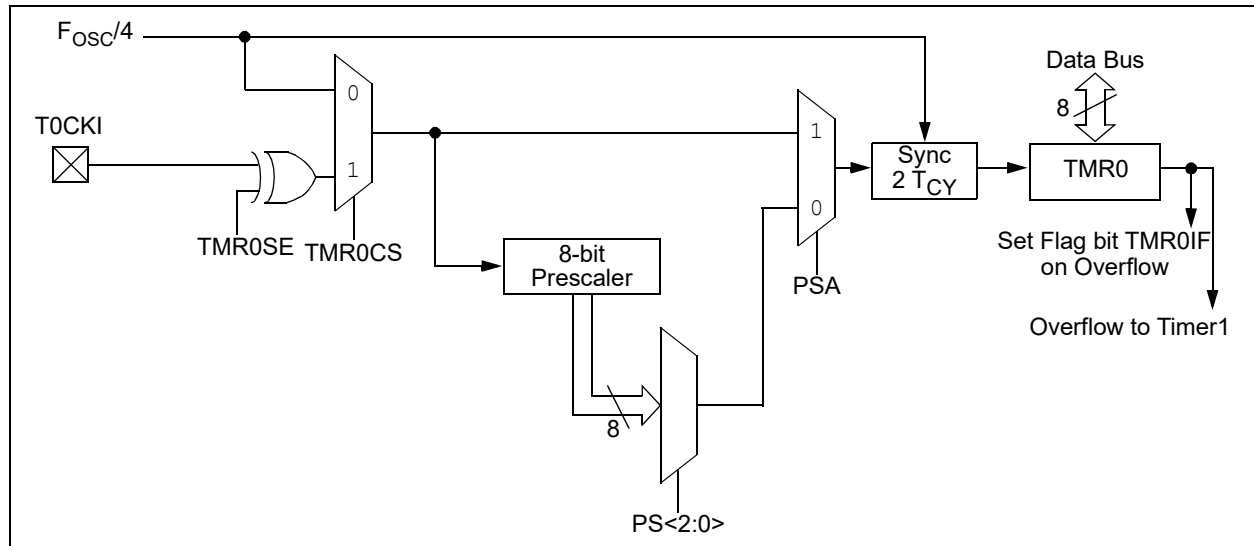 FOSC/4
Data Bus
8
T0CKI
0
1
1
Sync
2 TCY
TMR0
0
TMR0SE
TMR0CS
8-bit
Prescaler
PSA
Set Flag bit TMR0IF
on Overflow
Overflow to Timer1
8
PS<2:0>